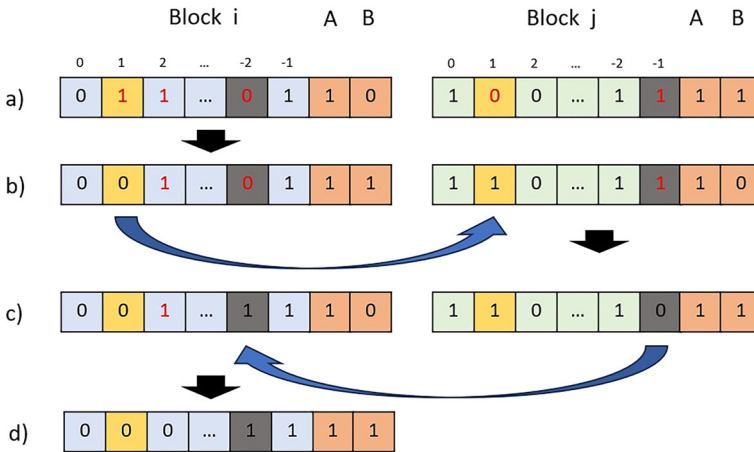 Block i A B Block j A B
0 1 2 ... -2 -1 0 1 2 ... -2 -1
a) 0 1 1 ... 0 1 1 0 1 0 0 ... 1 1 1 1
b) 0 0 1 ... 0 1 1 1 1 1 0 ... 1 1 1 0
c) 0 0 1 ... 1 1 1 0 1 1 0 ... 1 0 1 1
d) 0 0 0 ... 1 1 1 1